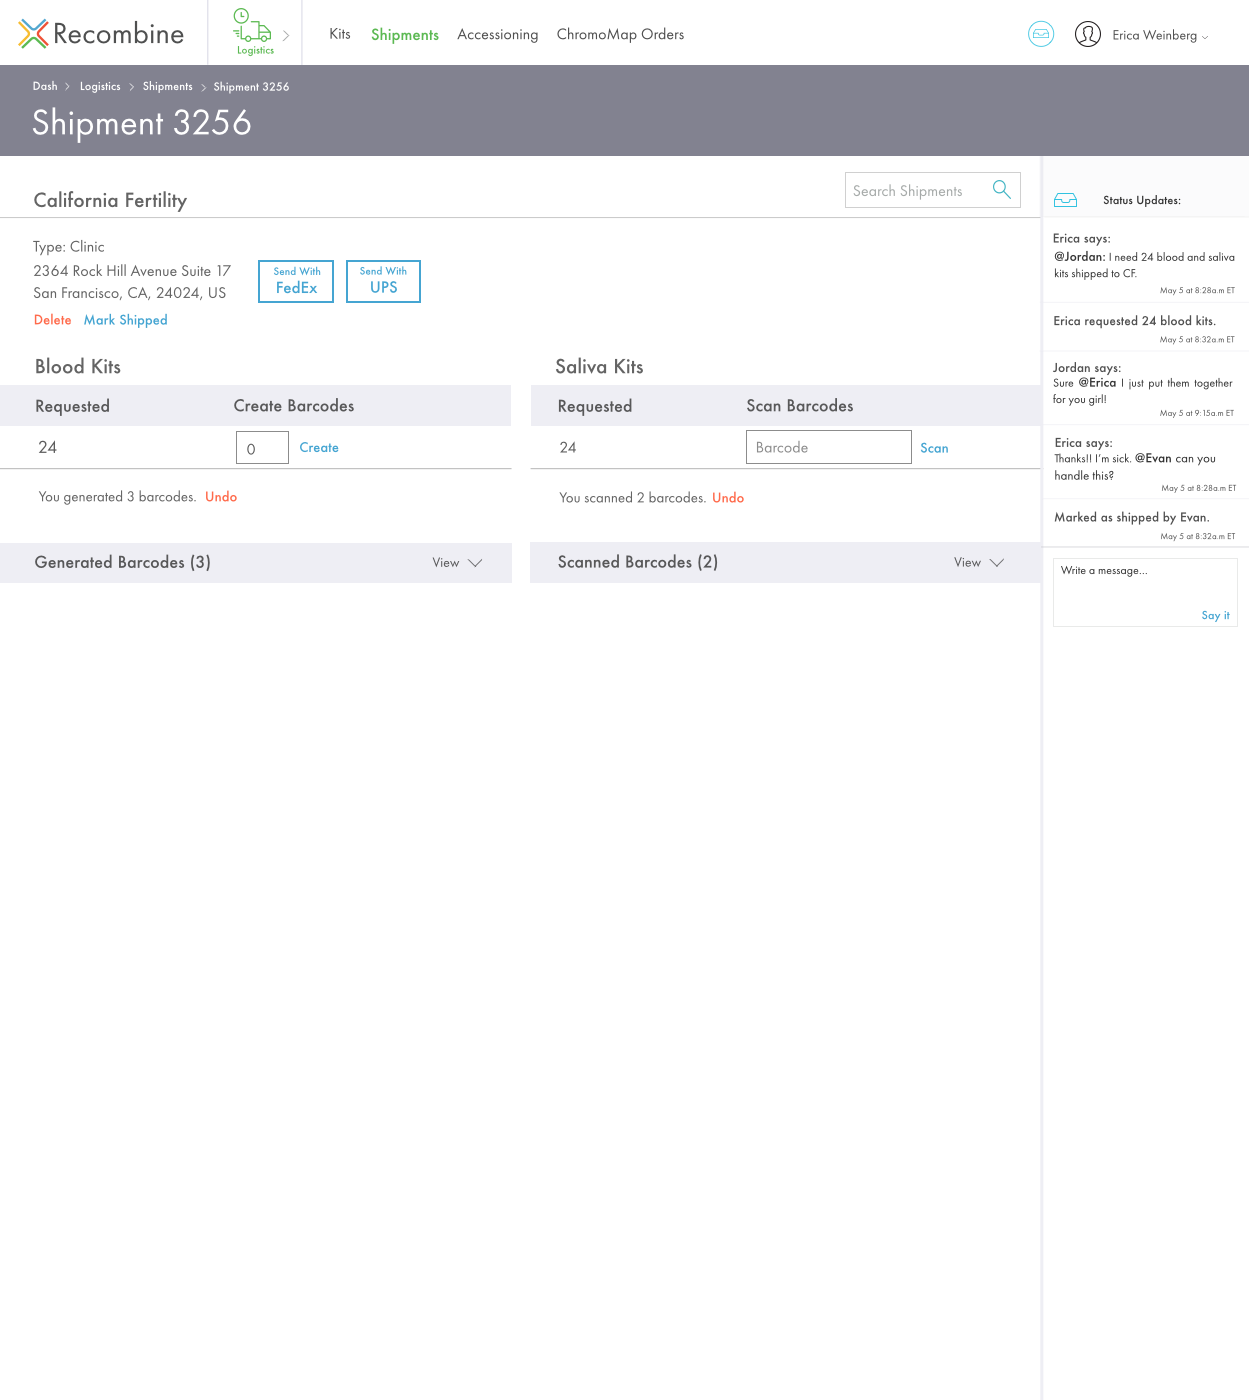 Recombine
Logistics
Kits
Shipments
Accessioning
ChromoMap Orders
Erica Weinberg
Dash
Logistics
Shipments
Shipment 3256
Shipment 3256
California Fertility
Search Shipments
Type: Clinic
2364 Rock Hill Avenue Suite 17
San Francisco, CA, 24024, US
Send With
FedEx
Send With
UPS
Delete
Mark Shipped
Blood Kits
Requested
Create Barcodes
24
0
Create
You generated 3 barcodes. Undo
Generated Barcodes (3)
View
Saliva Kits
Requested
Scan Barcodes
24
Barcode
Scan
You scanned 2 barcodes. Undo
Scanned Barcodes (2)
View
Status Updates:
Erica says:
@Jordan: I need 24 blood and saliva
kits shipped to CF.
May 5 at 8:28a.m ET
Erica requested 24 blood kits.
May 5 at 8:32a.m ET
Jordan says:
Sure @Erica I just put them together
for you girl!
May 5 at 9:15a.m ET
Erica says:
Thanks!! I'm sick. @Evan can you
handle this?
May 5 at 8:28a.m ET
Marked as shipped by Evan.
May 5 at 8:32a.m ET
Write a message...
Say it